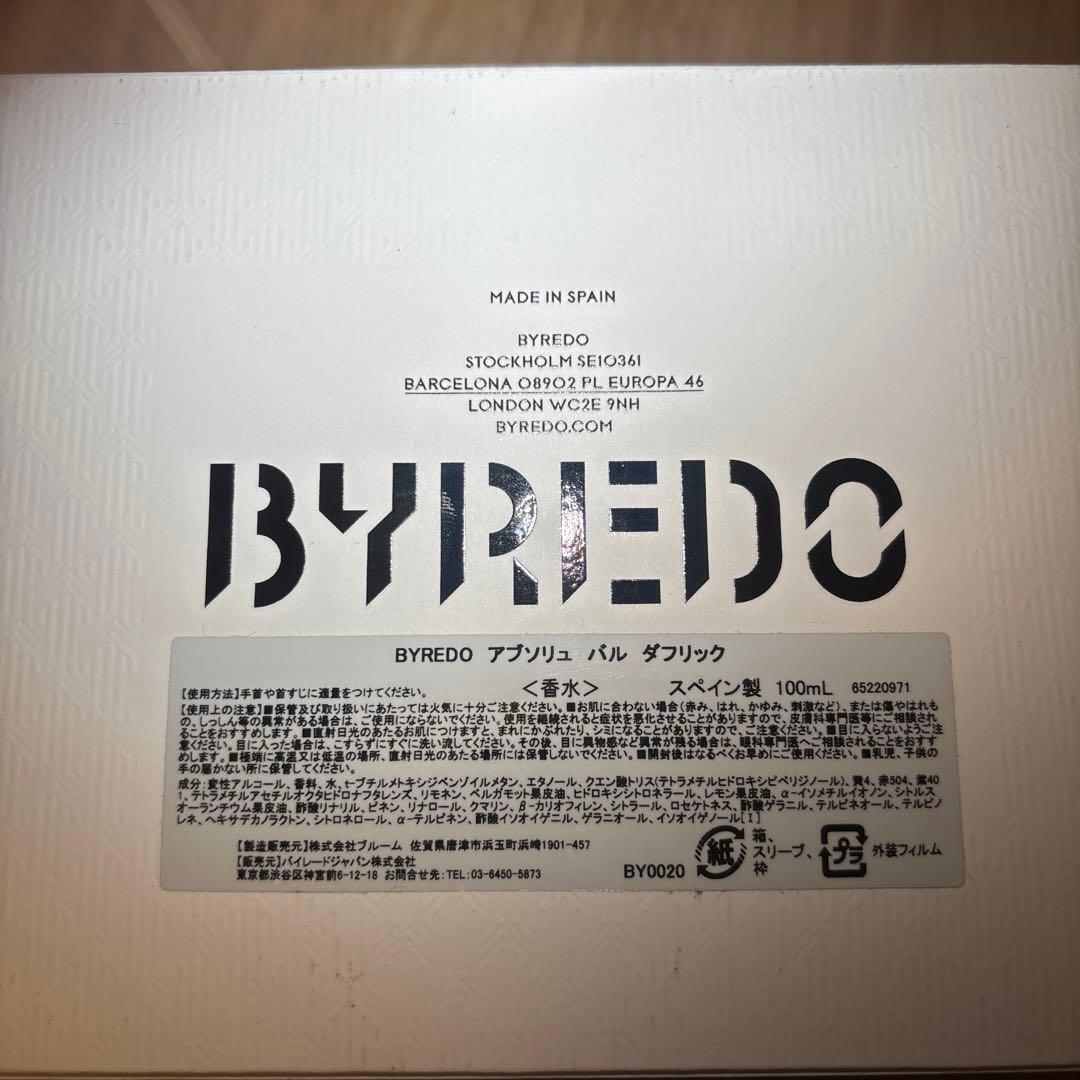 MADE IN SPAIN
BYREDO
STOCKHOLM SE10361
BARCELONA 08902 PL EUROPA 46
LONDON WC2E 9NH
BYREDO.COM
BYREDO
BYREDO アブソリュ バル ダフリック
【使用方法】手首や首すじに適量をつけてください。 <香水> スペイン製 100mL 65220971
【使用上の注意】■保管及び取り扱いにあたっては火気に十分ご注意ください。■お肌に合わない場合(赤み、はれ、かゆみ、刺激など)、または傷やはれも
の、しっしん等の異常がある場合は、ご使用にならないでください。使用を継続されると症状を悪化させることがありますので、皮膚科専門医等にご相談され
ることをおすすめします。■直射日光のあたるお肌につけますと、まれにかぶれたり、シミになることがありますので、ご注意ください。■目に入らないようご注
意ください。目に入った場合は、こすらずにすぐに洗い流してください。その後、目に異物感など異常が残る場合は、眼科専門医へご相談されることをおすす
めします。■極端に高温又は低温の場所、直射日光のあたる場所には保管しないでください。■開封後はなるべくお早めにご使用ください。■乳児、子供の
手の届かない所に保管してください。
成分:変性アルコール、香料、水、t-ブチルメトキシジベンゾイルメタン、エタノール、クエン酸トリス(テトラメチルヒドロキシピペリジノール)、黄4、赤504、紫40
1、テトラメチルアセチルオクタヒドロナフタレンズ、リモネン、ベルガモット果皮油、ヒドロキシシトロネラール、レモン果皮油、α-イソメチルイオノン、シトルス
オーランチウム果皮油、酢酸リナリル、ピネン、リナロール、クマリン、β-カリオフィレン、シトラール、ロセケトネス、酢酸ゲラニル、テルピネオール、テルピノ
レネ、ヘキサデカノラクトン、シトロネロール、α-テルピネン、酢酸イソオイゲニル、ゲラニオール、イソオイゲノール[I]
【製造販売元】株式会社ブルーム 佐賀県唐津市浜玉町浜崎1901-457
【販売元】バイレードジャパン株式会社
東京都渋谷区神宮前6-12-18 お問合せ先:TEL:03-6450-5873
BY0020
紙
箱、
スリーブ、
枠
プラ
外装フィルム